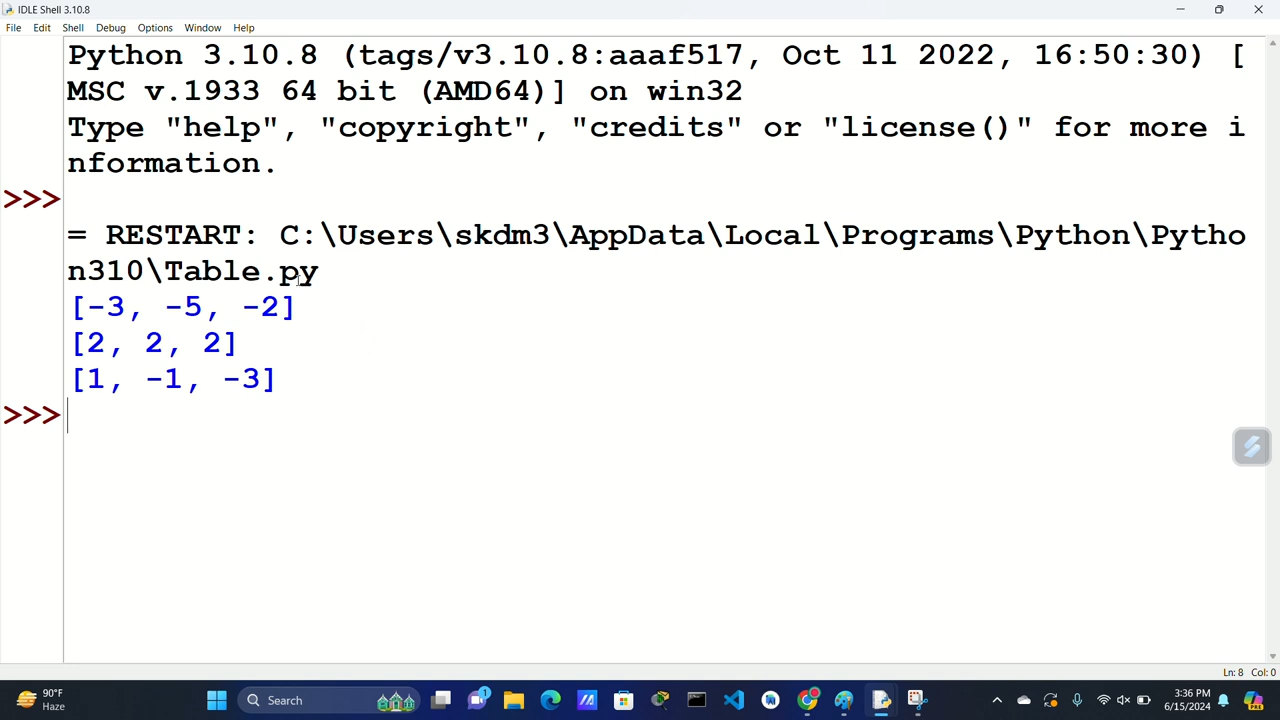 IDLE Shell 3.10.8
File Edit Shell Debug Options Window Help
Python 3.10.8 (tags/v3.10.8:aaaf517, Oct 11 2022, 16:50:30) [
MSC v.1933 64 bit (AMD64)] on win32
Type "help", "copyright", "credits" or "license()" for more i
nformation.
>>>
= RESTART: C:\Users\skdm3\AppData\Local\Programs\Python\Pytho
n310\Table.py
[-3, -5, -2]
[2, 2, 2]
[1, -1, -3]
>>>
Ln: 8 Col: 0
90°F
Haze
Search
1
3:36 PM
6/15/2024